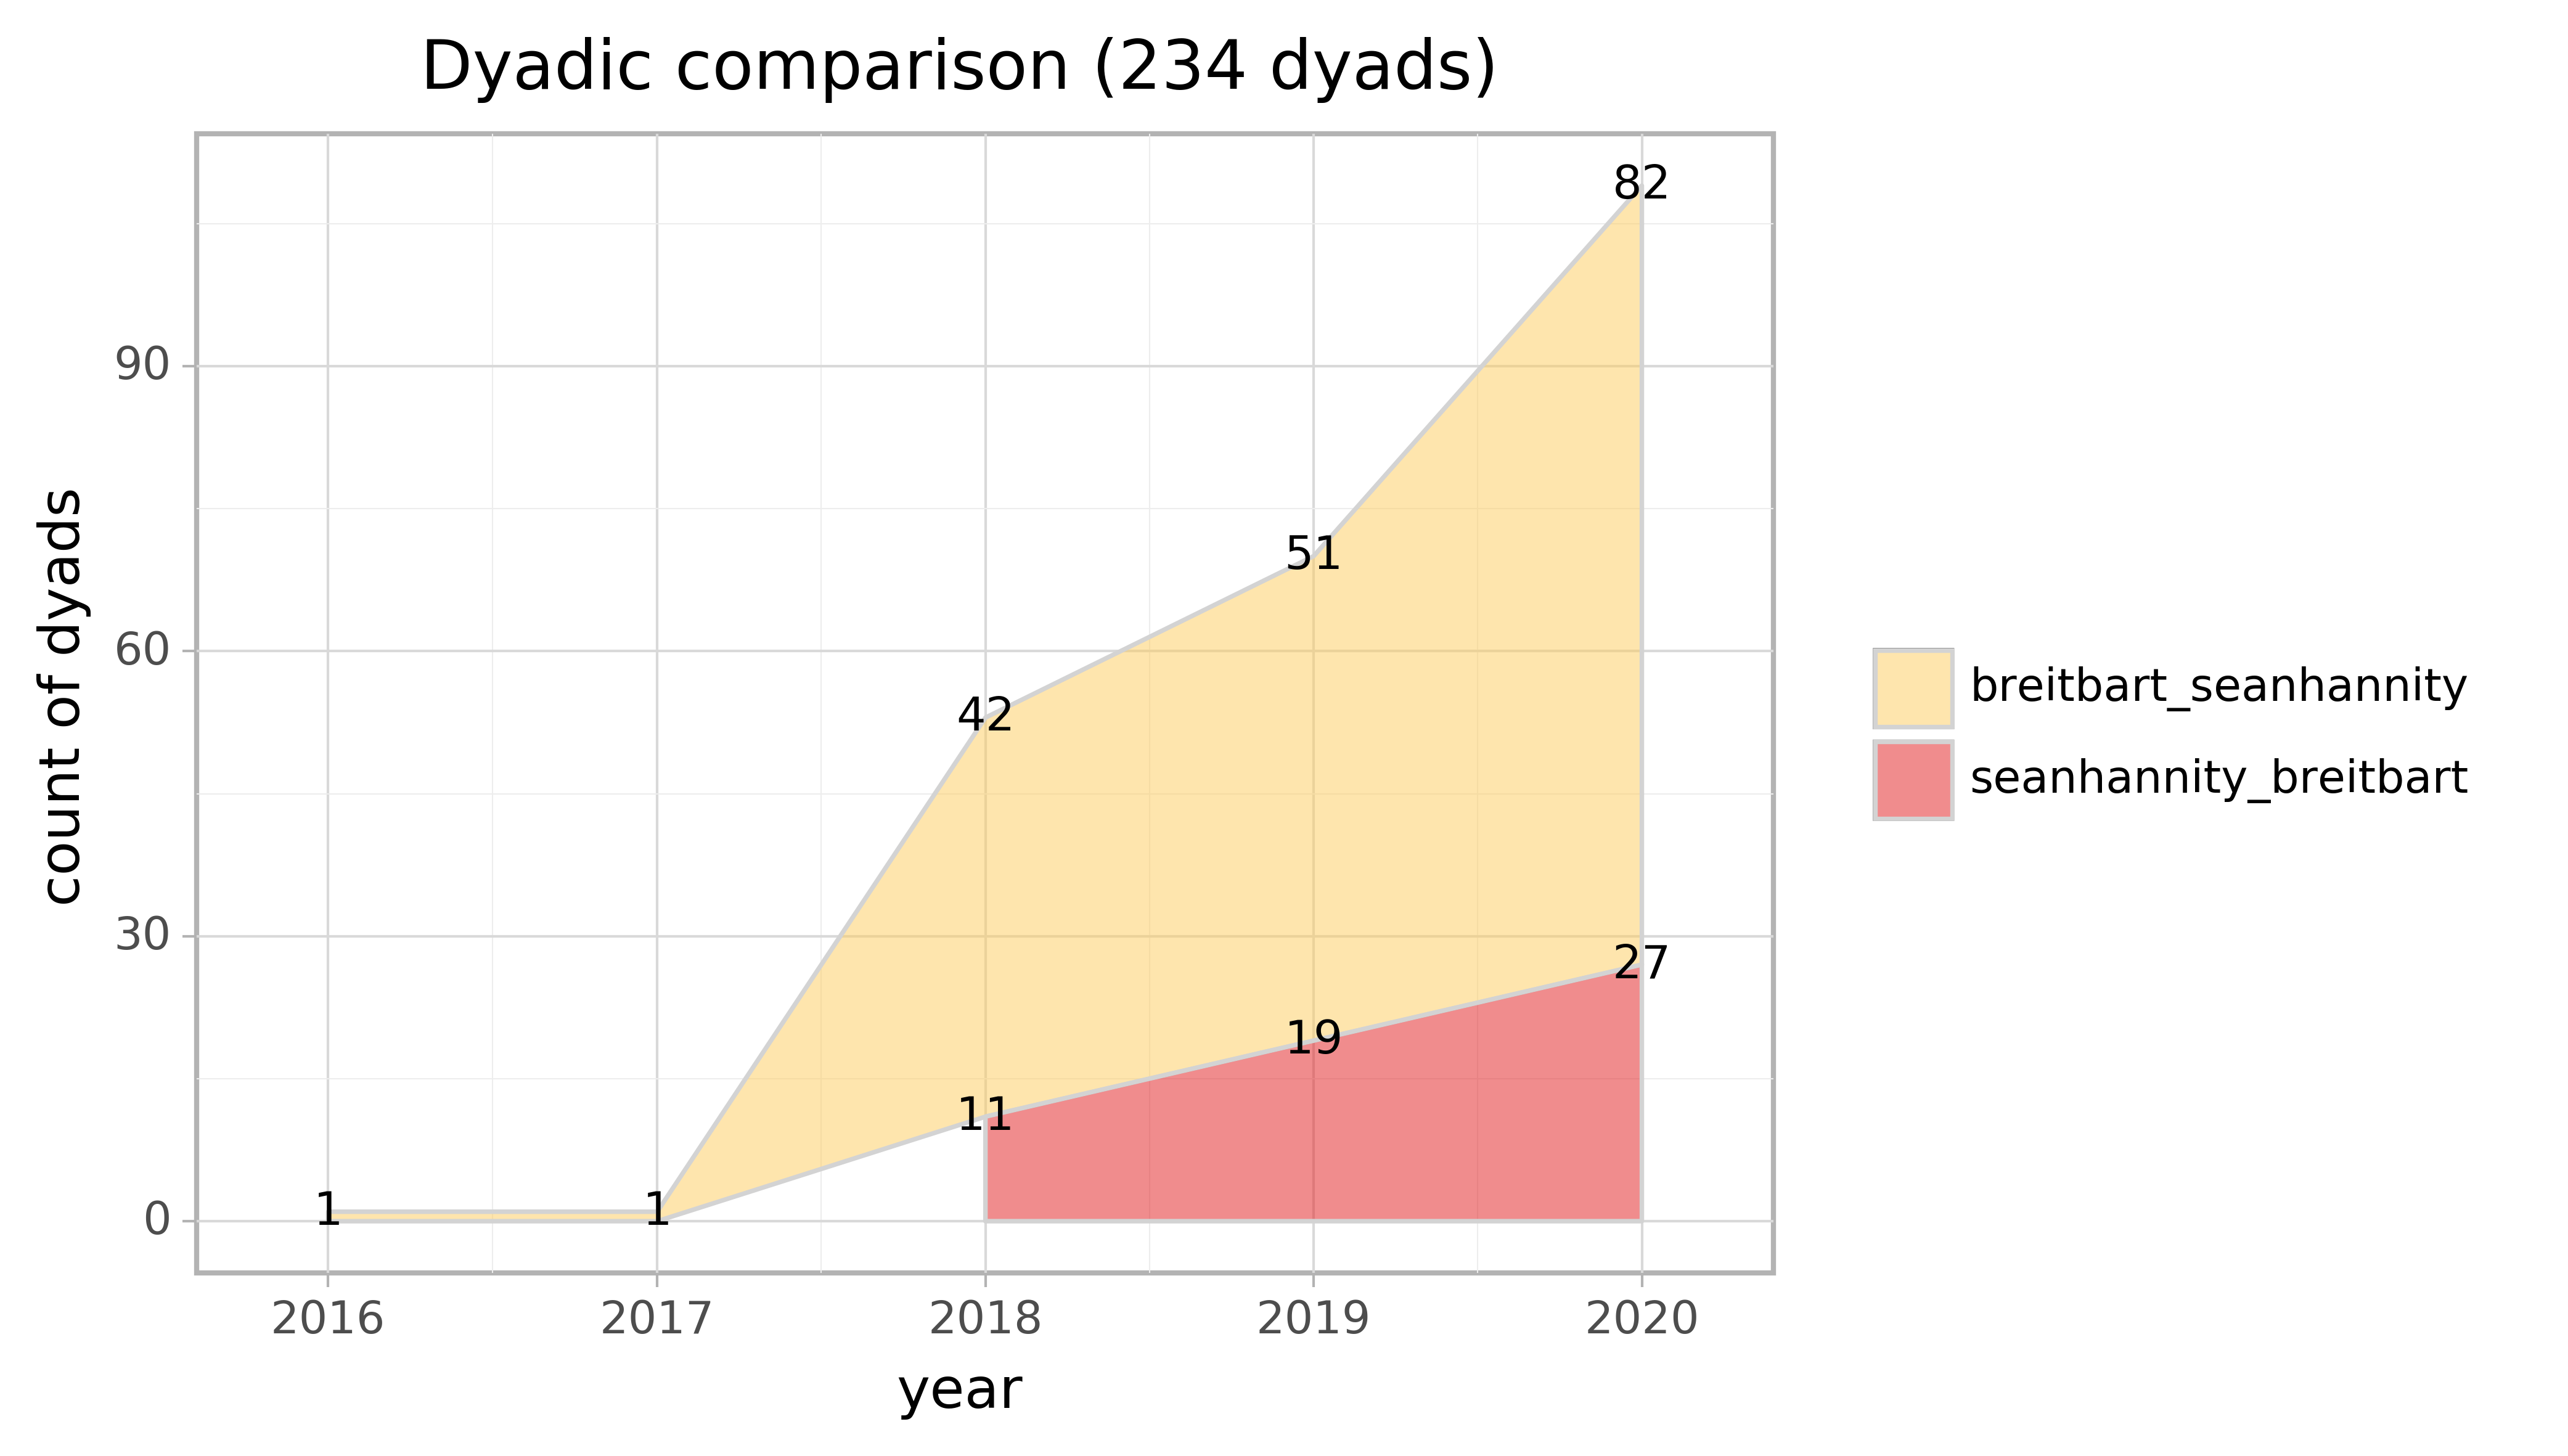 Dyadic comparison (234 dyads)
82
90
51
count of dyads
60
breitbart_seanhannity
42
seanhannity_breitbart
30
27
19
11
1 1
0
2016 2017 2018 2019 2020
year